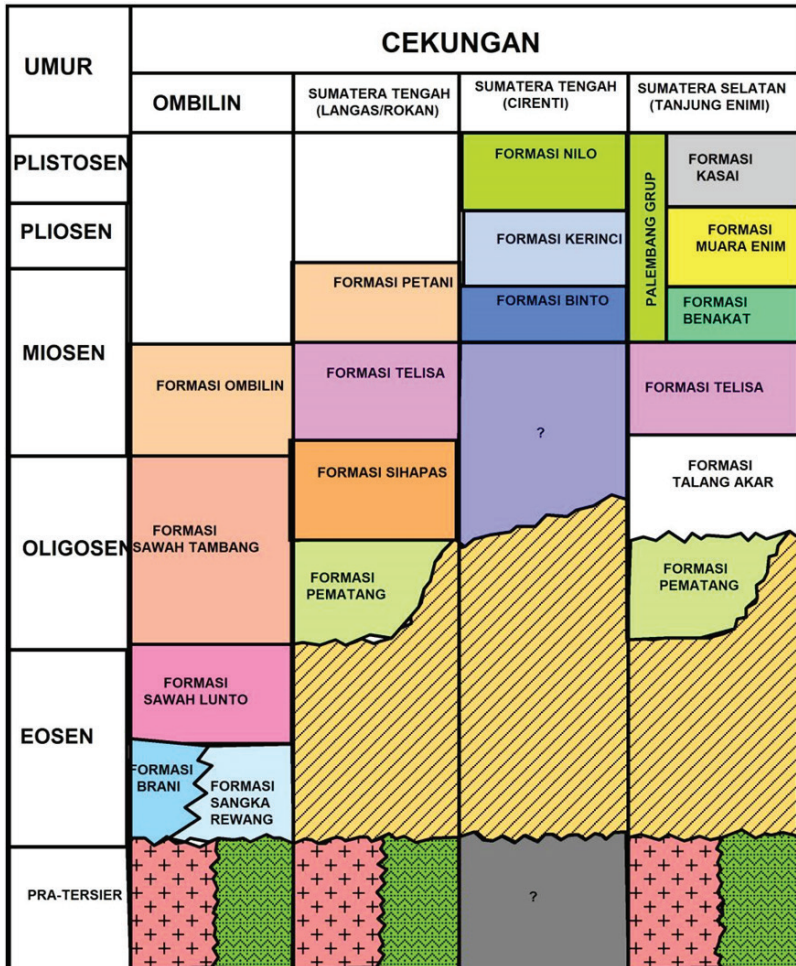 UMUR
CEKUNGAN
OMBILIN
SUMATERA TENGAH
(LANGAS/ROKAN)
SUMATERA TENGAH
(CIRENTI)
SUMATERA SELATAN
(TANJUNG ENIMI)
PLISTOSEN
FORMASI NILO
PALEMBANG GRUP
FORMASI
KASAI
PLIOSEN
FORMASI KERINCI
FORMASI
MUARA ENIM
MIOSEN
FORMASI PETANI
FORMASI BINTO
FORMASI
BENAKAT
FORMASI OMBILIN
FORMASI TELISA
?
FORMASI TELISA
OLIGOSEN
FORMASI
SAWAH TAMBANG
FORMASI SIHAPAS
FORMASI
TALANG AKAR
FORMASI
PEMATANG
FORMASI
PEMATANG
EOSEN
FORMASI
SAWAH LUNTO
FORMASI
BRANI
FORMASI
SANGKA
REWANG
PRA-TERSIER
?